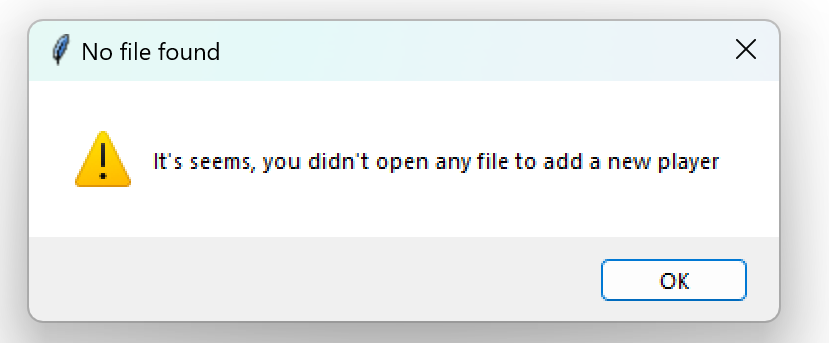 No file found
It's seems, you didn't open any file to add a new player
OK